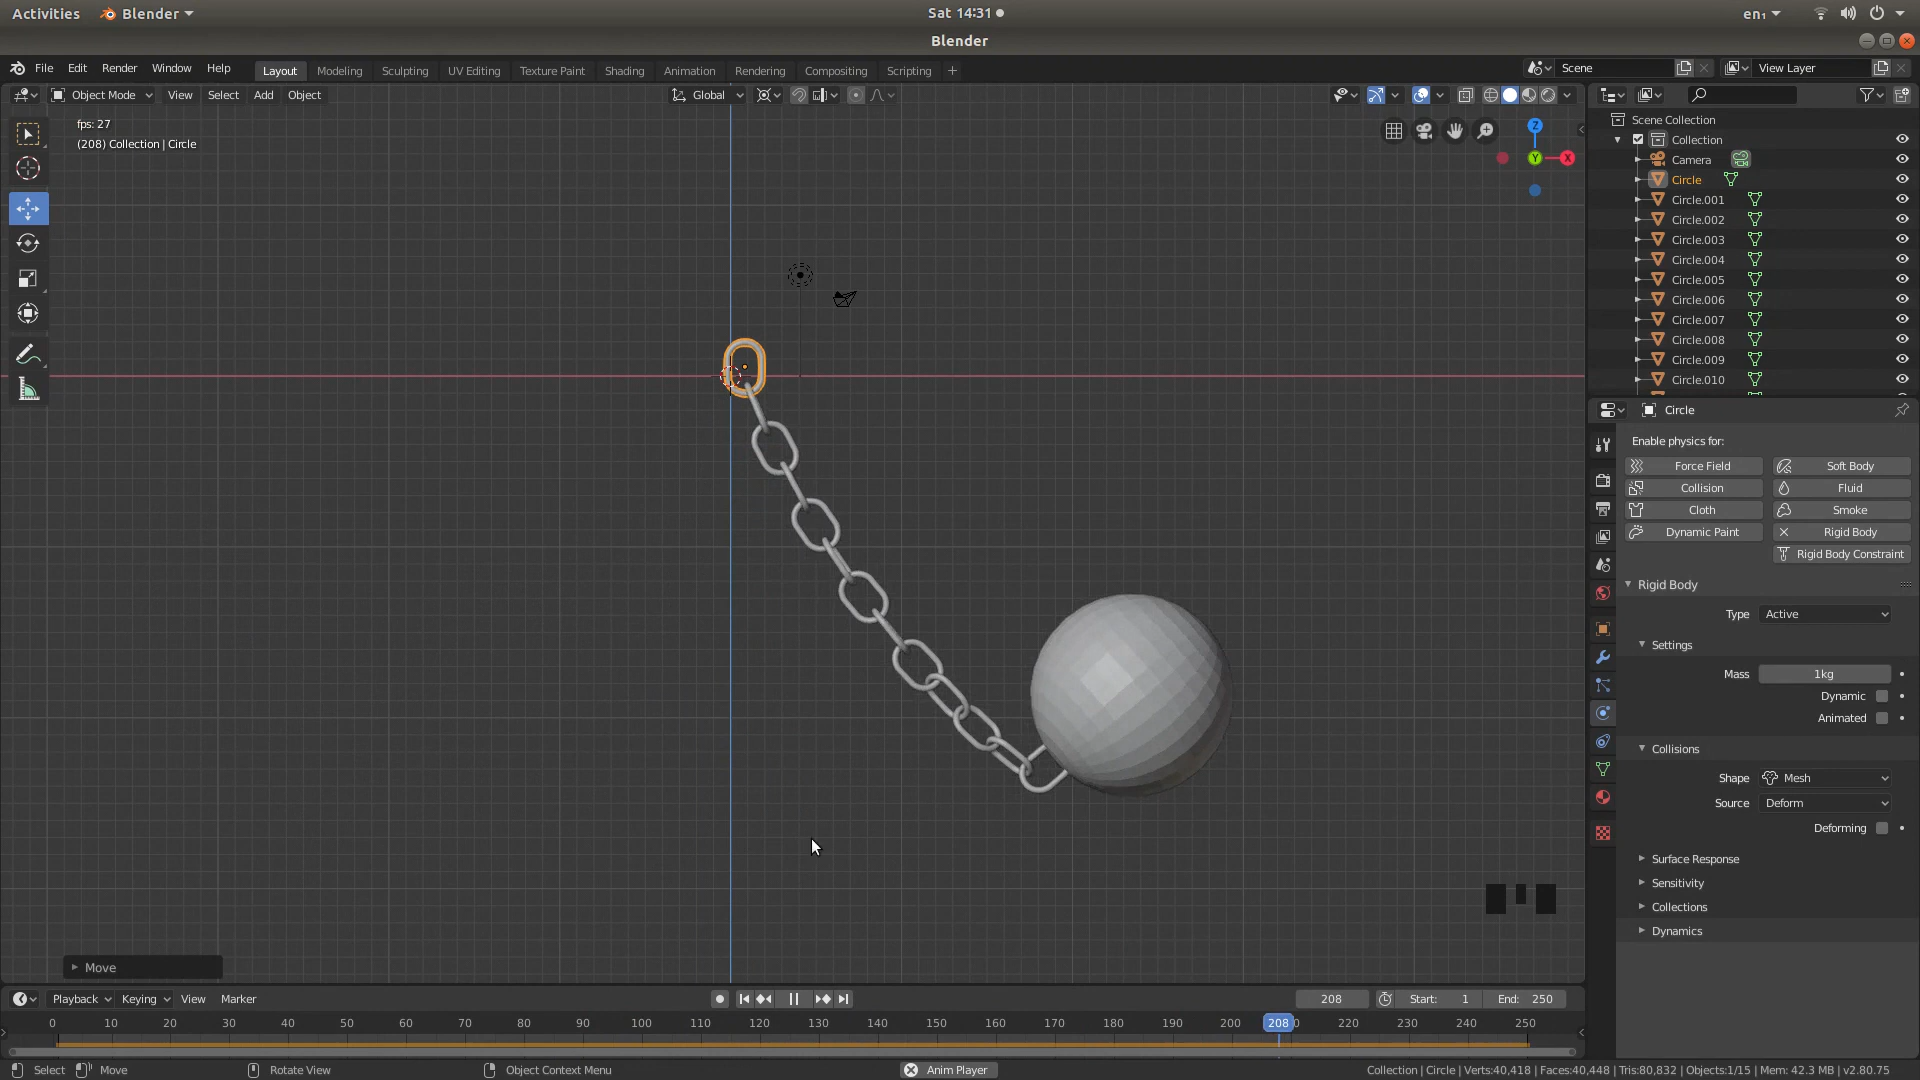 Activities Blender Sat 14:31 en₁
Blender
File Edit Render Window Help Layout Modeling Sculpting UV Editing Texture Paint Shading Animation Rendering Compositing Scripting + Scene View Layer
Object Mode View Select Add Object Global
fps: 27
(208) Collection | Circle
Z
Y X
Scene Collection
Collection
Camera
Circle
Circle.001
Circle.002
Circle.003
Circle.004
Circle.005
Circle.006
Circle.007
Circle.008
Circle.009
Circle.010
Circle
Enable physics for:
Force Field Soft Body
Collision Fluid
Cloth Smoke
Dynamic Paint Rigid Body
Rigid Body Constraint
Rigid Body
Type Active
Settings
Mass 1kg
Dynamic
Animated
Collisions
Shape Mesh
Source Deform
Deforming
Surface Response
Sensitivity
Collections
Dynamics
Move
Playback Keying View Marker 208 Start: 1 End: 250
0 10 20 30 40 50 60 70 80 90 100 110 120 130 140 150 160 170 180 190 200 208 220 230 240 250
Select Move Rotate View Object Context Menu Anim Player Collection | Circle | Verts:40,418 | Faces:40,448 | Tris:80,832 | Objects:1/15 | Mem: 42.3 MB | v2.80.75